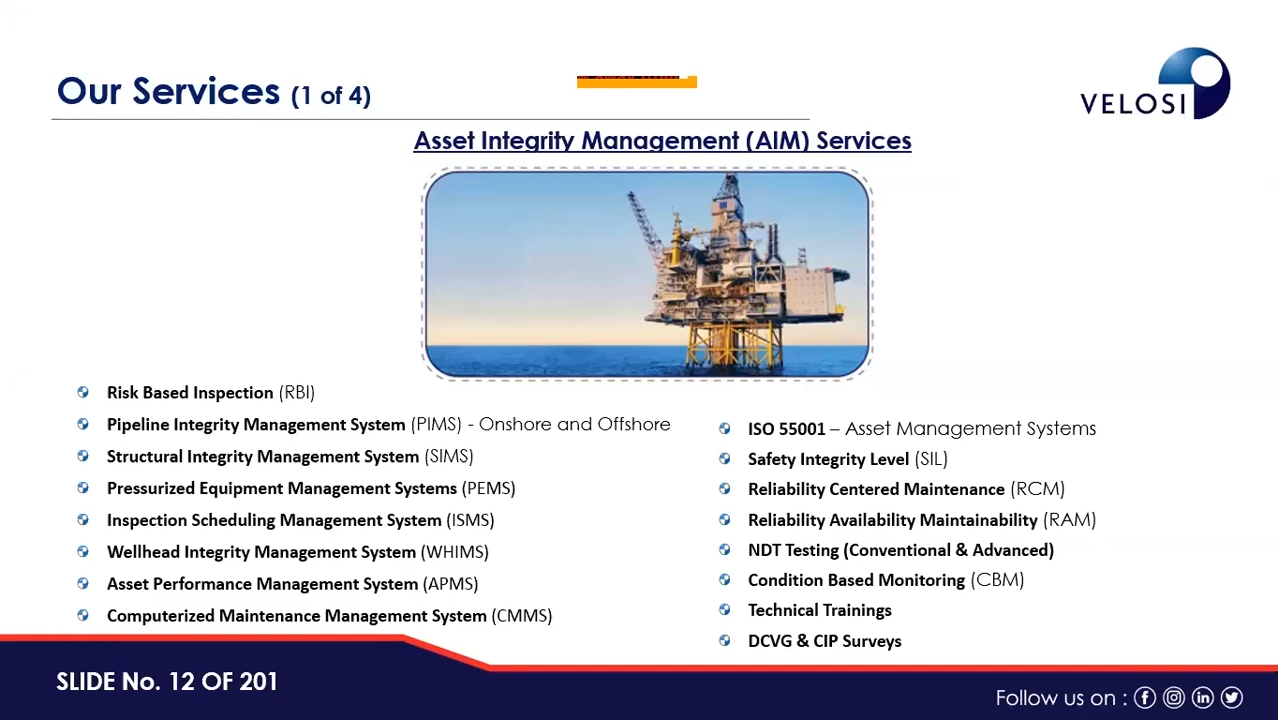 Our Services (1 of 4)
VELOSI
Asset Integrity Management (AIM) Services
Risk Based Inspection (RBI)
Pipeline Integrity Management System (PIMS) - Onshore and Offshore
Structural Integrity Management System (SIMS)
Pressurized Equipment Management Systems (PEMS)
Inspection Scheduling Management System (ISMS)
Wellhead Integrity Management System (WHIMS)
Asset Performance Management System (APMS)
Computerized Maintenance Management System (CMMS)
ISO 55001 – Asset Management Systems
Safety Integrity Level (SIL)
Reliability Centered Maintenance (RCM)
Reliability Availability Maintainability (RAM)
NDT Testing (Conventional & Advanced)
Condition Based Monitoring (CBM)
Technical Trainings
DCVG & CIP Surveys
SLIDE No. 12 OF 201
Follow us on :